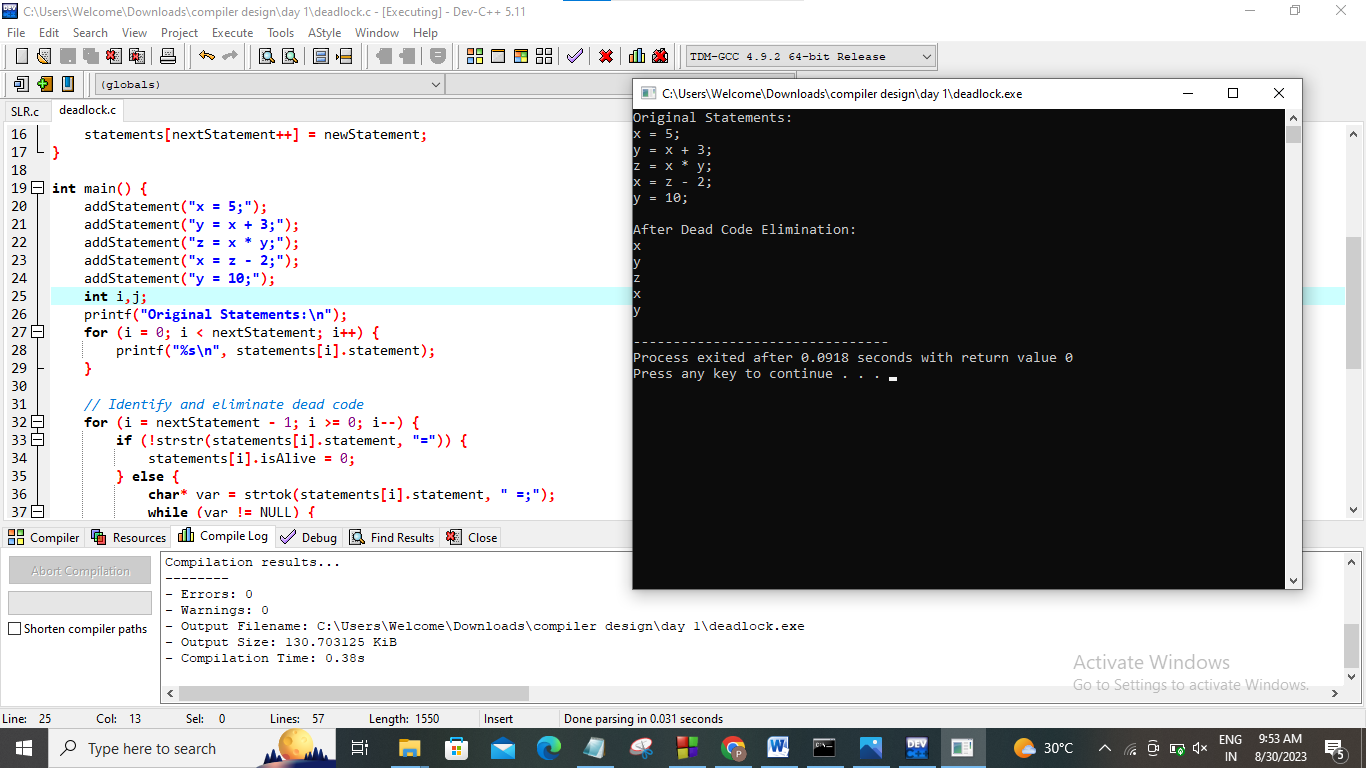 C:\Users\Welcome\Downloads\compiler design\day 1\deadlock.c - [Executing] - Dev-C++ 5.11
File Edit Search View Project Execute Tools AStyle Window Help
TDM-GCC 4.9.2 64-bit Release
(globals)
SLR.c deadlock.c
16 statements[nextStatement++] = newStatement;
17 }
18
19 int main() {
20 addStatement("x = 5;");
21 addStatement("y = x + 3;");
22 addStatement("z = x * y;");
23 addStatement("x = z - 2;");
24 addStatement("y = 10;");
25 int i,j;
26 printf("Original Statements:\n");
27 for (i = 0; i < nextStatement; i++) {
28 printf("%s\n", statements[i].statement);
29 }
30
31 // Identify and eliminate dead code
32 for (i = nextStatement - 1; i >= 0; i--) {
33 if (!strstr(statements[i].statement, "=")) {
34 statements[i].isAlive = 0;
35 } else {
36 char* var = strtok(statements[i].statement, " =;");
37 while (var != NULL) {
C:\Users\Welcome\Downloads\compiler design\day 1\deadlock.exe
Original Statements:
x = 5;
y = x + 3;
z = x * y;
x = z - 2;
y = 10;
After Dead Code Elimination:
x
y
z
x
y
--------------------------------
Process exited after 0.0918 seconds with return value 0
Press any key to continue . . .
Compiler Resources Compile Log Debug Find Results Close
Abort Compilation
Shorten compiler paths
Compilation results...
--------
- Errors: 0
- Warnings: 0
- Output Filename: C:\Users\Welcome\Downloads\compiler design\day 1\deadlock.exe
- Output Size: 130.703125 KiB
- Compilation Time: 0.38s
Activate Windows
Go to Settings to activate Windows.
Line: 25 Col: 13 Sel: 0 Lines: 57 Length: 1550 Insert Done parsing in 0.031 seconds
Type here to search
30°C
ENG
IN
9:53 AM
8/30/2023
5